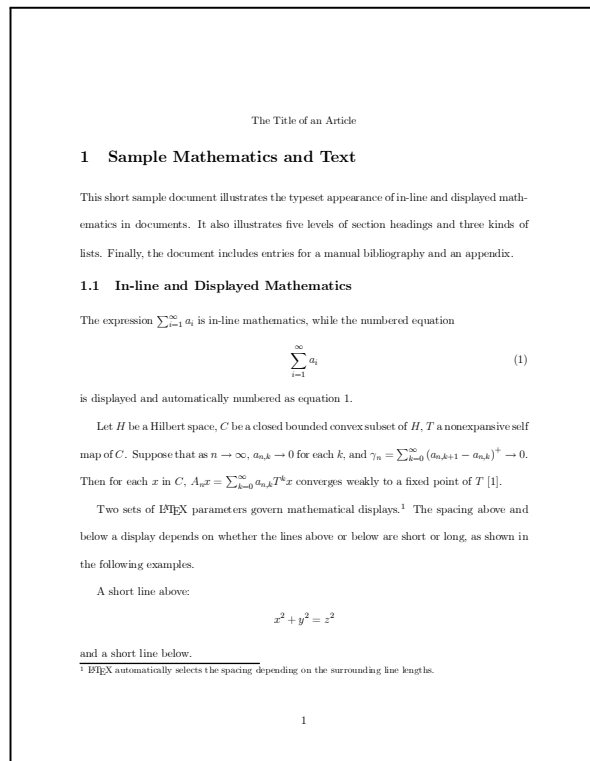 The Title of an Article
1 Sample Mathematics and Text
This short sample document illustrates the typeset appearance of in-line and displayed math-
ematics in documents. It also illustrates five levels of section headings and three kinds of
lists. Finally, the document includes entries for a manual bibliography and an appendix.
1.1 In-line and Displayed Mathematics
The expression ∑_{i=1}^{∞} a_i is in-line mathematics, while the numbered equation
∑_{i=1}^{∞} a_i (1)
is displayed and automatically numbered as equation 1.
Let H be a Hilbert space, C be a closed bounded convex subset of H, T a nonexpansive self
map of C. Suppose that as n → ∞, a_{n,k} → 0 for each k, and γ_n = ∑_{k=0}^{∞} (a_{n,k+1} − a_{n,k})^+ → 0.
Then for each x in C, A_n x = ∑_{k=0}^{∞} a_{n,k} T^k x converges weakly to a fixed point of T [1].
Two sets of LATEX parameters govern mathematical displays.¹ The spacing above and
below a display depends on whether the lines above or below are short or long, as shown in
the following examples.
A short line above:
x² + y² = z²
and a short line below.
¹ LATEX automatically selects the spacing depending on the surrounding line lengths.
1